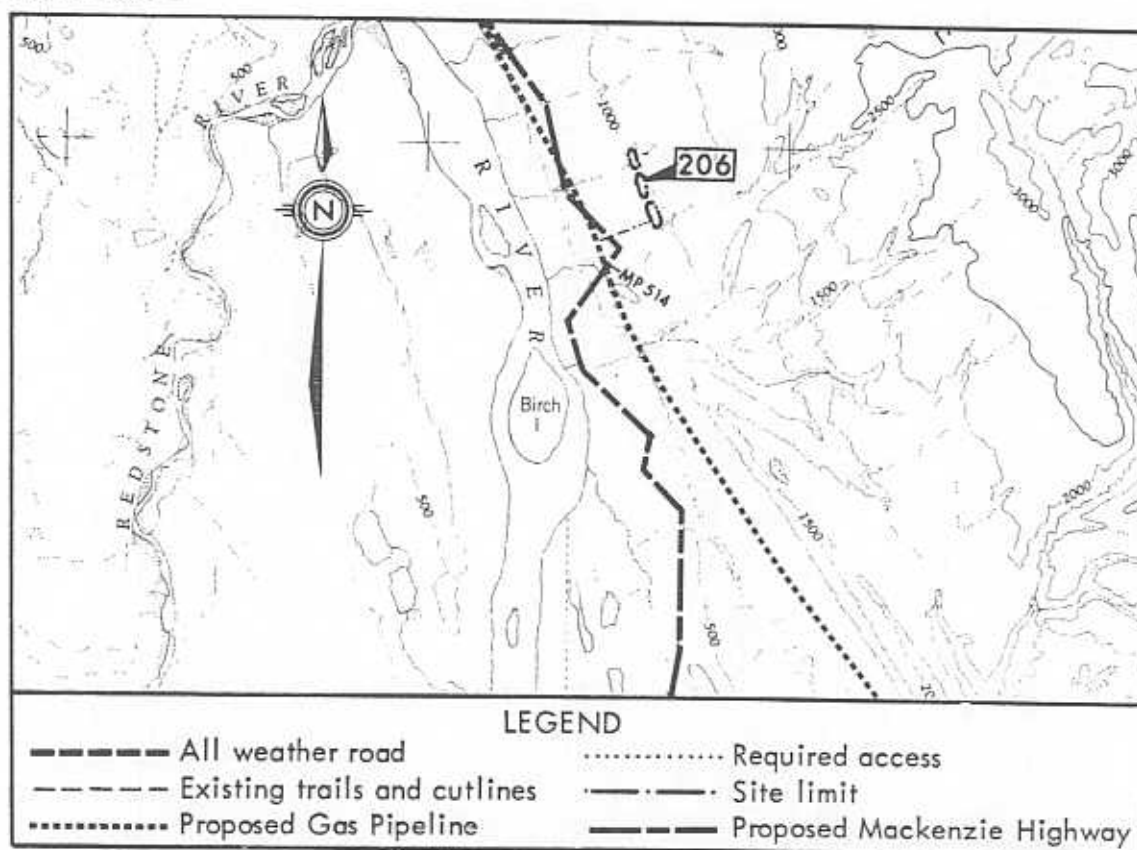 500
500
RIVER
1000
2500
3000
3000
206
N
RIVER
MP 514
1500
REDSTONE
Birch
I
500
1500
2000
500
LEGEND
All weather road
Required access
Existing trails and cutlines
Site limit
Proposed Gas Pipeline
Proposed Mackenzie Highway